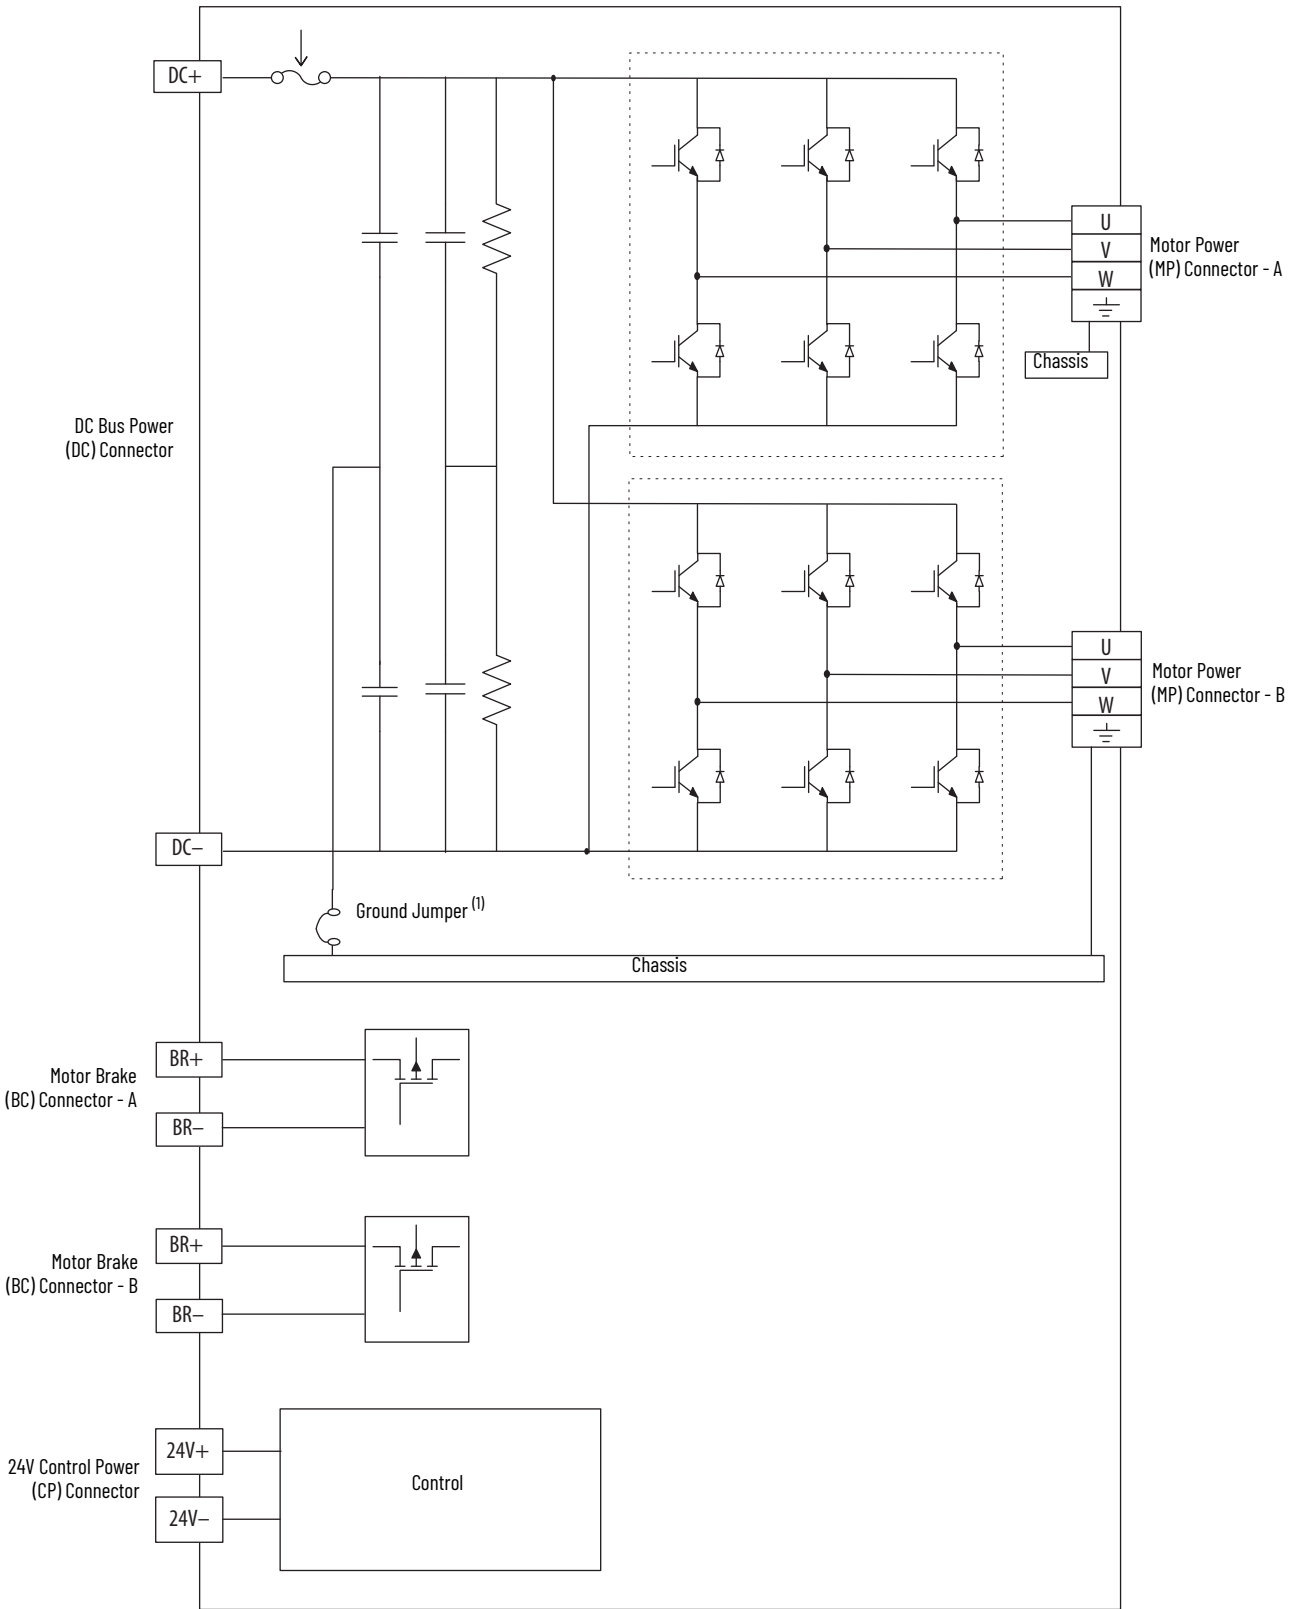 DC+
U
V
W
Motor Power
(MP) Connector - A
Chassis
DC Bus Power
(DC) Connector
U
V
W
Motor Power
(MP) Connector - B
DC–
Ground Jumper (1)
Chassis
BR+
Motor Brake
(BC) Connector - A
BR–
BR+
Motor Brake
(BC) Connector - B
BR–
24V+
24V Control Power
(CP) Connector
Control
24V–